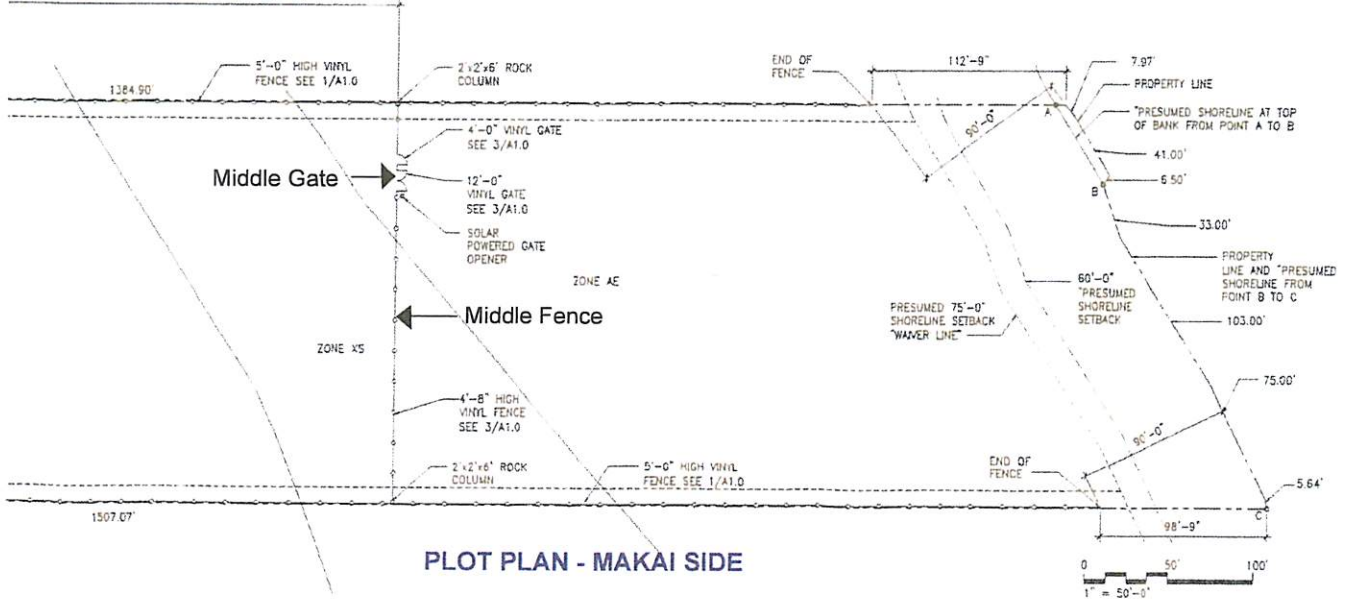 5'-0" HIGH VINYL
FENCE SEE 1/A1.0
1384.90'
2'x2'x6' ROCK
COLUMN
END OF
FENCE
112'-9"
7.97'
PROPERTY LINE
"PRESUMED SHORELINE AT TOP
OF BANK FROM POINT A TO B
A
90'-0"
4'-0" VINYL GATE
SEE 3/A1.0
41.00'
Middle Gate
12'-0"
VINYL GATE
SEE 3/A1.0
6.50'
B
33.00'
SOLAR
POWERED GATE
OPENER
PROPERTY
LINE AND "PRESUMED
SHORELINE FROM
POINT B TO C
ZONE AE
60'-0"
"PRESUMED
SHORELINE
SETBACK
PRESUMED 75'-0"
SHORELINE SETBACK
"WAIVER LINE"
Middle Fence
103.00'
ZONE XS
75.00'
4'-8" HIGH
VINYL FENCE
SEE 3/A1.0
90'-0"
2'x2'x6' ROCK
COLUMN
5'-0" HIGH VINYL
FENCE SEE 1/A1.0
END OF
FENCE
5.64'
C
1507.07'
98'-9"
PLOT PLAN - MAKAI SIDE
0 50' 100'
1" = 50'-0"